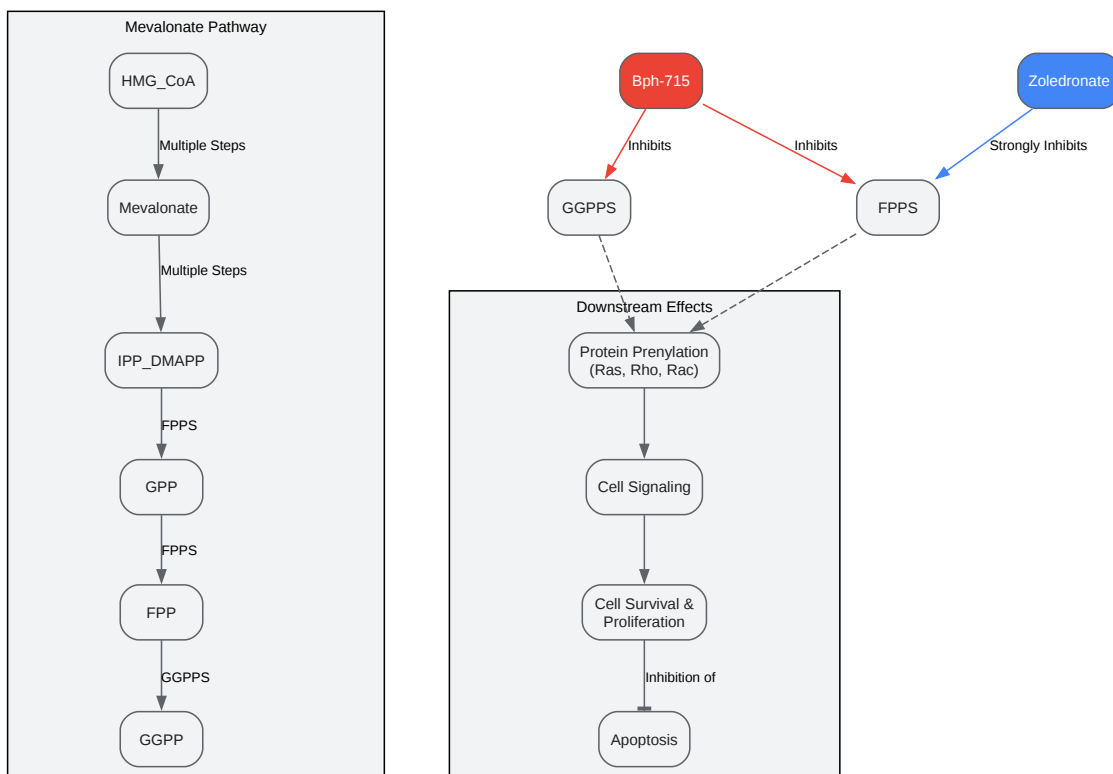 Mevalonate Pathway
HMG_CoA
Multiple Steps
Mevalonate
Multiple Steps
IPP_DMAPP
FPPS
GPP
FPPS
FPP
GGPPS
GGPP
Bph-715
Zoledronate
Inhibits
Inhibits
Strongly Inhibits
GGPPS
FPPS
Downstream Effects
Protein Prenylation
(Ras, Rho, Rac)
Cell Signaling
Cell Survival &
Proliferation
Inhibition of
Apoptosis